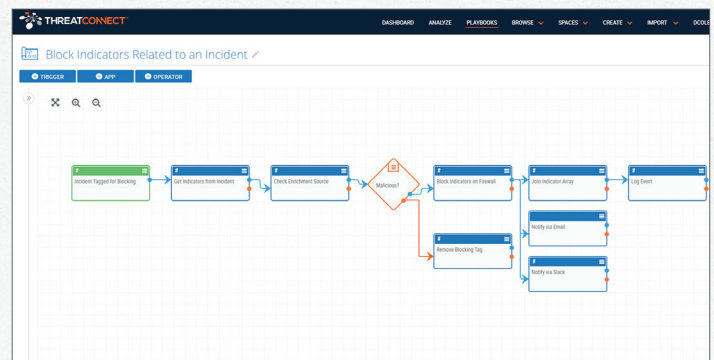 THREATCONNECT
DASHBOARD ANALYZE PLAYBOOKS BROWSE SPACES CREATE IMPORT DCOLE
Block Indicators Related to an Incident
TRIGGER APP OPERATOR
Incident Tagged for Blocking
Get Indicators from Incident
Check Enrichment Source
Malicious?
Block Indicators on Firewall
Join Indicator Array
Log Event
Remove Blocking Tag
Notify via Email
Notify via Slack